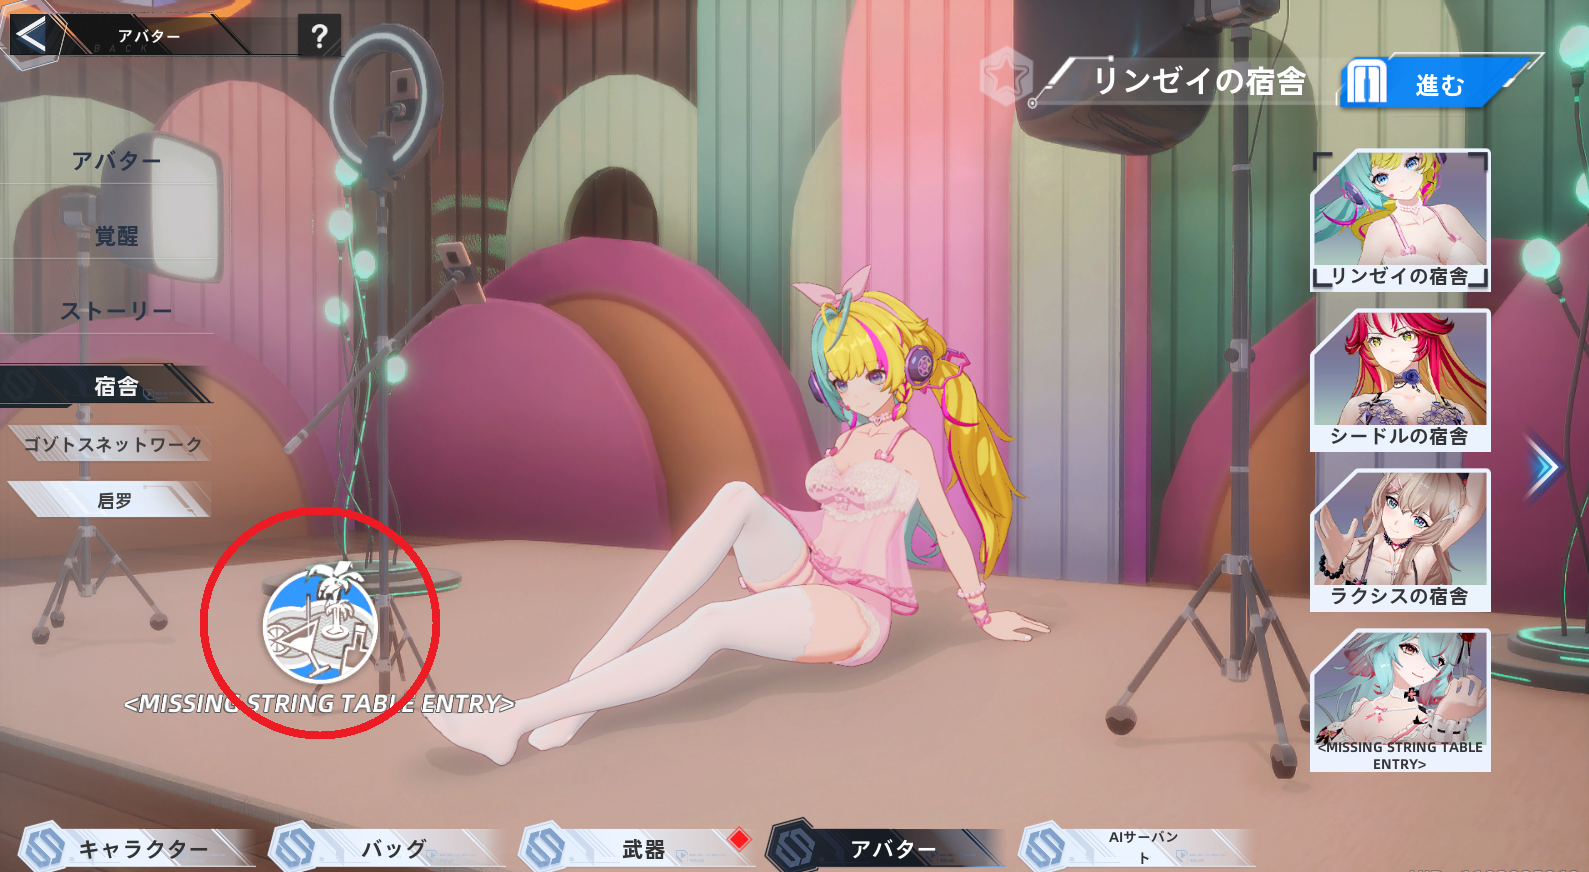 アバター
BACK
?
リンゼイの宿舎
進む
アバター
覚醒
ストーリー
宿舎
ゴゾトスネットワーク
启罗
<MISSING STRING TABLE ENTRY>
リンゼイの宿舎
シードルの宿舎
ラクシスの宿舎
<MISSING STRING TABLE
ENTRY>
キャラクター
バッグ
武器
アバター
AIサーバン
ト